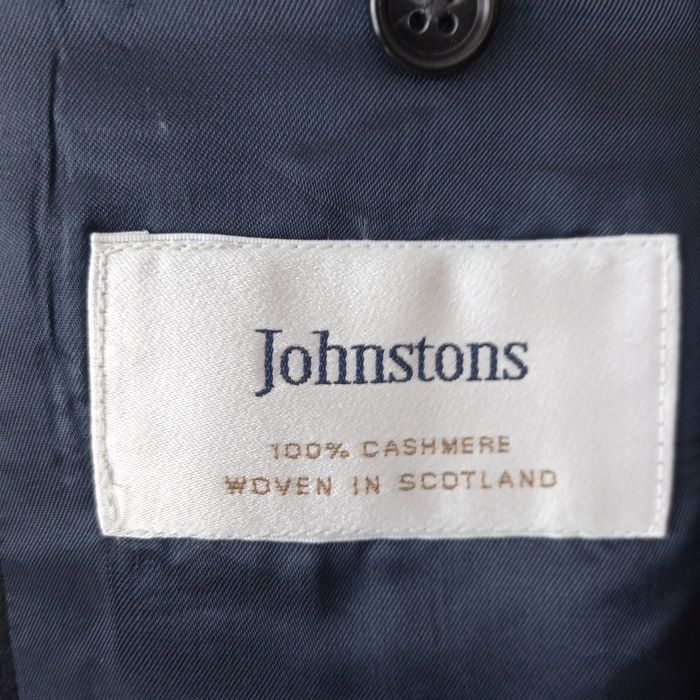 Johnstons
100% CASHMERE
WOVEN IN SCOTLAND